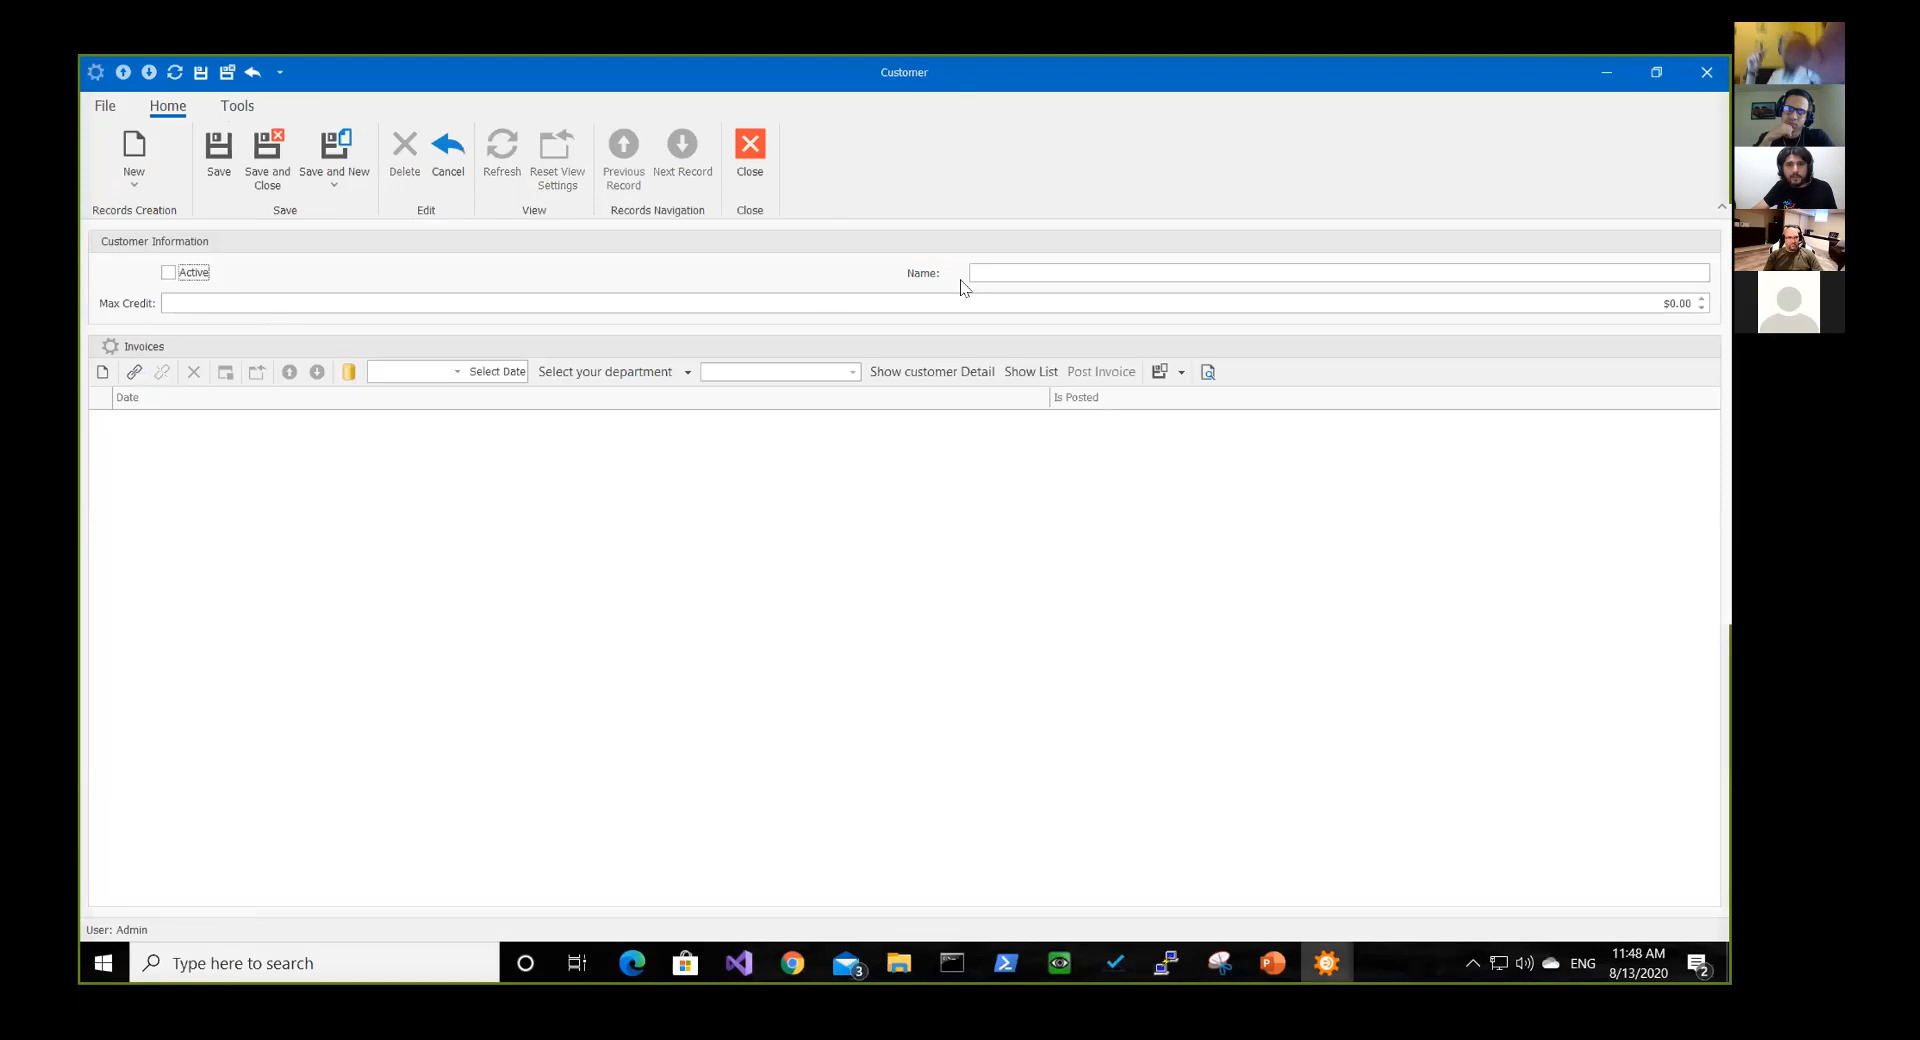 Customer
File Home Tools
New
Save
Save and Close
Save and New
Delete
Cancel
Refresh
Reset View Settings
Previous Record
Next Record
Close
Records Creation
Save
Edit
View
Records Navigation
Close
Customer Information
Active
Name:
Max Credit: $0.00
Invoices
Select Date Select your department Show customer Detail Show List Post Invoice
Date Is Posted
User: Admin
Type here to search
3
ENG
11:48 AM
8/13/2020
2